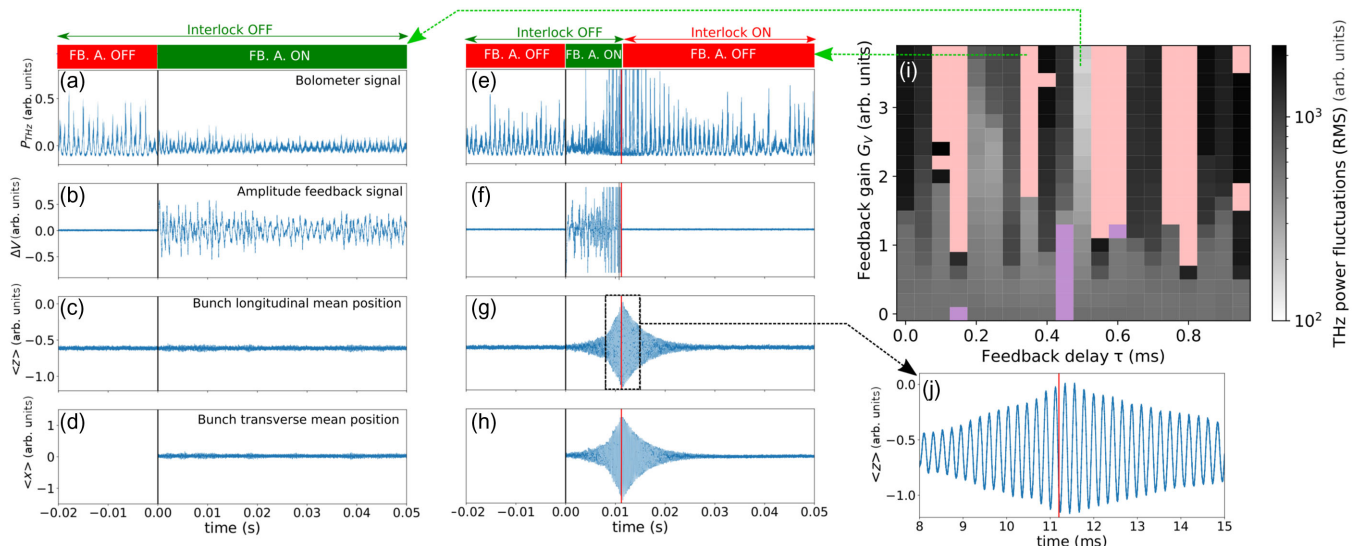 Interlock OFF
FB. A. OFF
FB. A. ON
(a)
Bolometer signal
P_THz (arb. units)
0.5
0.0
(b)
Amplitude feedback signal
ΔV (arb. units)
0.5
0.0
-0.5
(c)
Bunch longitudinal mean position
<z> (arb. units)
0.0
-0.5
-1.0
(d)
Bunch transverse mean position
<x> (arb. units)
1
0
-1
-0.02 -0.01 0.00 0.01 0.02 0.03 0.04 0.05
time (s)
Interlock OFF
Interlock ON
FB. A. OFF
FB. A. ON
FB. A. OFF
(e)
(f)
(g)
(h)
-0.02 -0.01 0.00 0.01 0.02 0.03 0.04 0.05
time (s)
(i)
Feedback gain G_V (arb. units)
3
2
1
0
0.0 0.2 0.4 0.6 0.8
Feedback delay τ (ms)
10³
10²
THz power fluctuations (RMS) (arb. units)
(j)
<z> (arb. units)
0.0
-0.5
-1.0
8 9 10 11 12 13 14 15
time (ms)